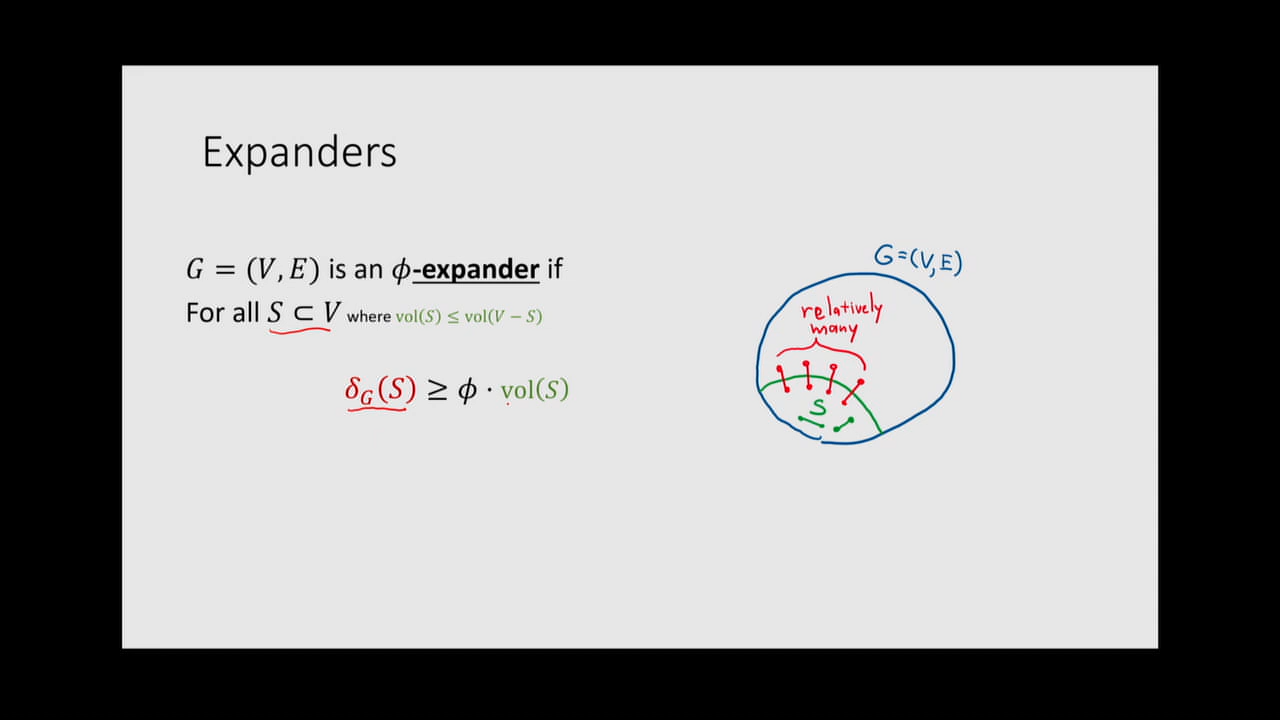 Expanders
G = (V, E) is an ϕ-expander if
For all S ⊂ V where vol(S) ≤ vol(V − S)
δ_G(S) ≥ ϕ · vol(S)
G=(V,E)
relatively
many
S